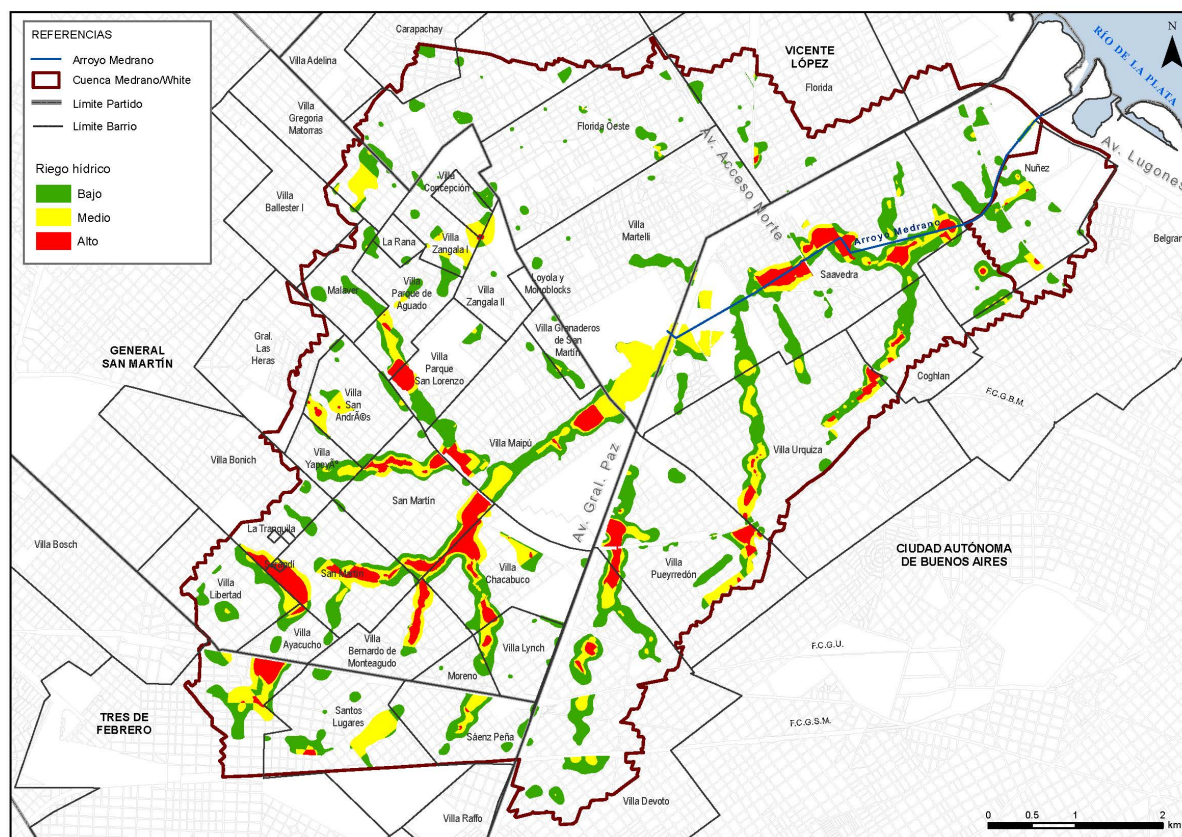 REFERENCIAS
Arroyo Medrano
Cuenca Medrano/White
Límite Partido
Límite Barrio
Riego hídrico
Bajo
Medio
Alto
Carapachay
Villa Adelina
Villa
Gregoria
Matorras
VICENTE
LÓPEZ
Florida
RÍO DE LA PLATA
N
Florida Oeste
Av. Acceso Norte
Av. Lugones
Nuñez
Belgran
Villa
Ballester I
Villa
Concepción
La Rana
Villa
Zangala I
Villa
Martelli
Arroyo Medrano
Saavedra
Malaver
Villa
Parque de
Aguado
Villa
Zangala II
Loyola y
Monoblocks
Villa Granaderos
de San
Martín
GENERAL
SAN MARTÍN
Gral.
Las
Heras
Villa
Parque
San Lorenzo
Coghlan
F.C.G.B.M.
Villa
San
AndrÃ©s
Villa Maipú
Villa Urquiza
Villa Bonich
Villa
YapeyÃº
San Martín
Av. Gral. Paz
La Tranquila
Villa Bosch
Villa
Libertad
San Martín
Villa
Chacabuco
Villa
Pueyrredón
CIUDAD AUTÓNOMA
DE BUENOS AIRES
Villa
Ayacucho
Villa
Bernardo de
Monteagudo
Villa Lynch
Moreno
F.C.G.U.
TRES DE
FEBRERO
Santos
Lugares
Sáenz Peña
F.C.G.S.M.
Villa Devoto
Villa Raffo
0 0.5 1 2
km